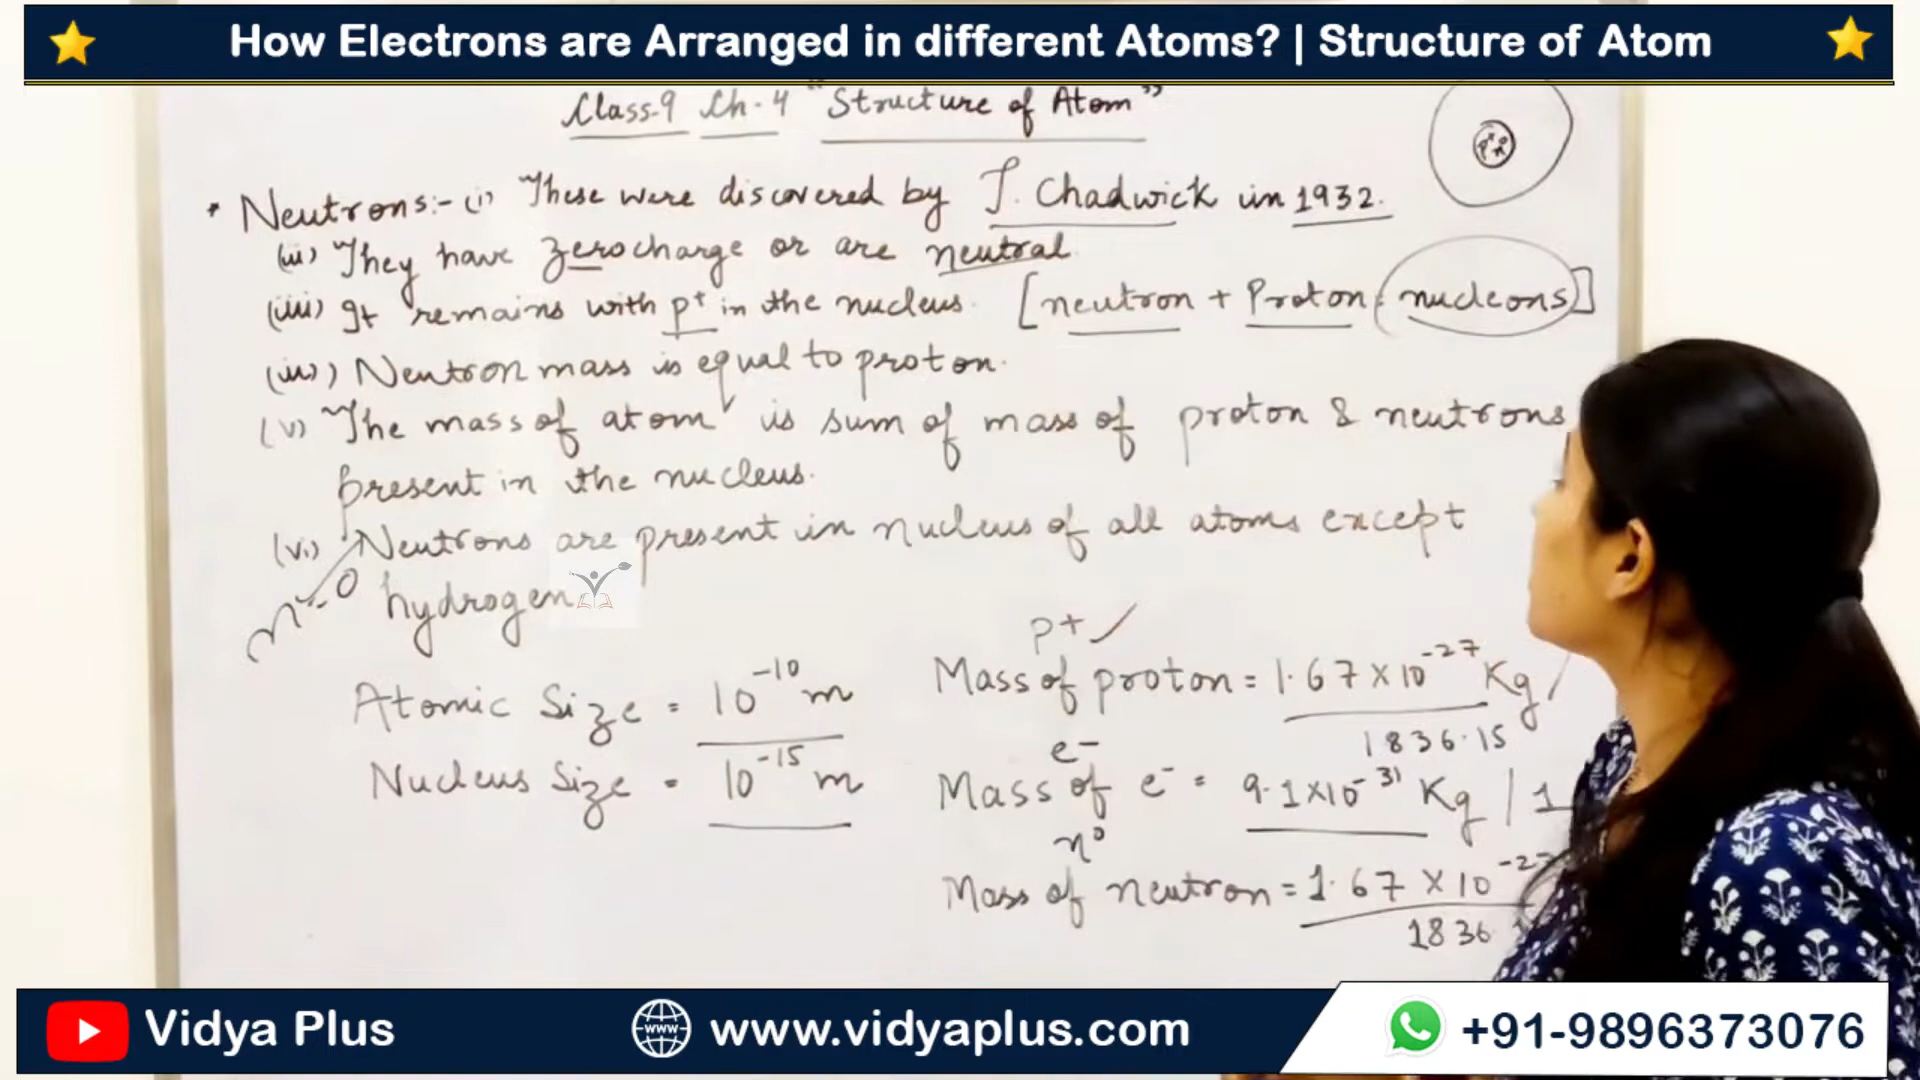 How Electrons are Arranged in different Atoms? | Structure of Atom
Class-9 Ch-4 "Structure of Atom"
* Neutrons:- (i) These were discovered by J. Chadwick in 1932.
(ii) They have zero charge or are neutral
(iii) It remains with p+ in the nucleus. [neutron + Proton = nucleons]
(iv) Neutron mass is equal to proton.
(v) The mass of atom is sum of mass of proton & neutrons
present in the nucleus.
(vi) Neutrons are present in nucleus of all atoms except
hydrogen
Atomic Size = 10⁻¹⁰ m
Nucleus Size = 10⁻¹⁵ m
p+ ✓
Mass of proton = 1.67 × 10⁻²⁷ Kg /
1836.15
e⁻
Mass of e⁻ = 9.1×10⁻³¹ Kg / 1
n⁰
Mass of neutron = 1.67 × 10⁻²⁷
1836
Vidya Plus
www.vidyaplus.com
+91-9896373076